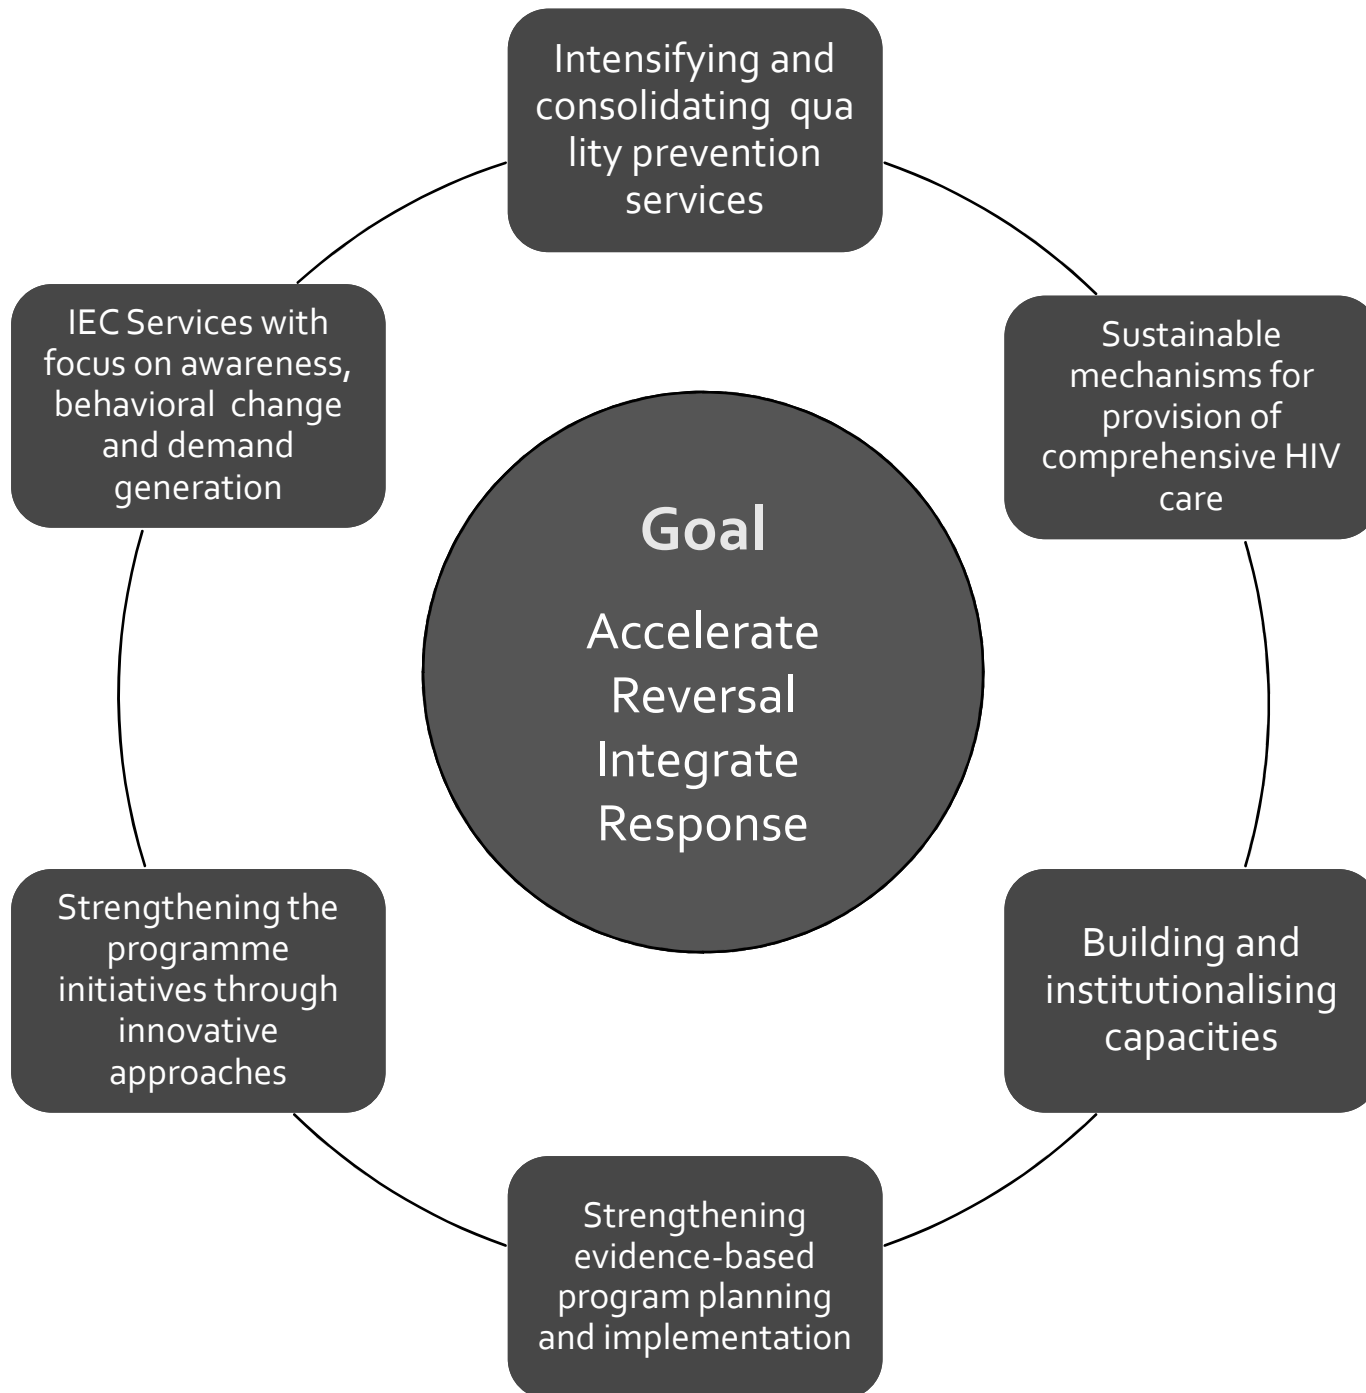 Intensifying and
consolidating  qua
lity prevention
services
Sustainable
mechanisms for
provision of
comprehensive HIV
care
Building and
institutionalising
capacities
Strengthening
evidence-based
program planning
and implementation
Strengthening the
programme
initiatives through
innovative
approaches
IEC Services with
focus on awareness,
behavioral  change
and demand
generation
Goal
Accelerate
Reversal
Integrate
Response